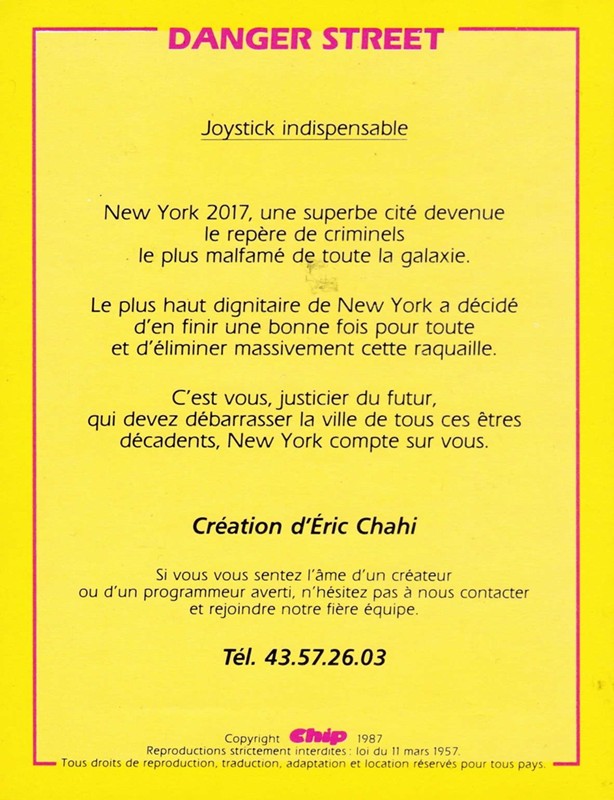 DANGER STREET
Joystick indispensable
New York 2017, une superbe cité devenue
le repère de criminels
le plus malfamé de toute la galaxie.
Le plus haut dignitaire de New York a décidé
d'en finir une bonne fois pour toute
et d'éliminer massivement cette raquaille.
C'est vous, justicier du futur,
qui devez débarrasser la ville de tous ces êtres
décadents, New York compte sur vous.
Création d'Éric Chahi
Si vous vous sentez l'âme d'un créateur
ou d'un programmeur averti, n'hésitez pas à nous contacter
et rejoindre notre fière équipe.
Tél. 43.57.26.03
Copyright Chip 1987
Reproductions strictement interdites : loi du 11 mars 1957.
Tous droits de reproduction, traduction, adaptation et location réservés pour tous pays.